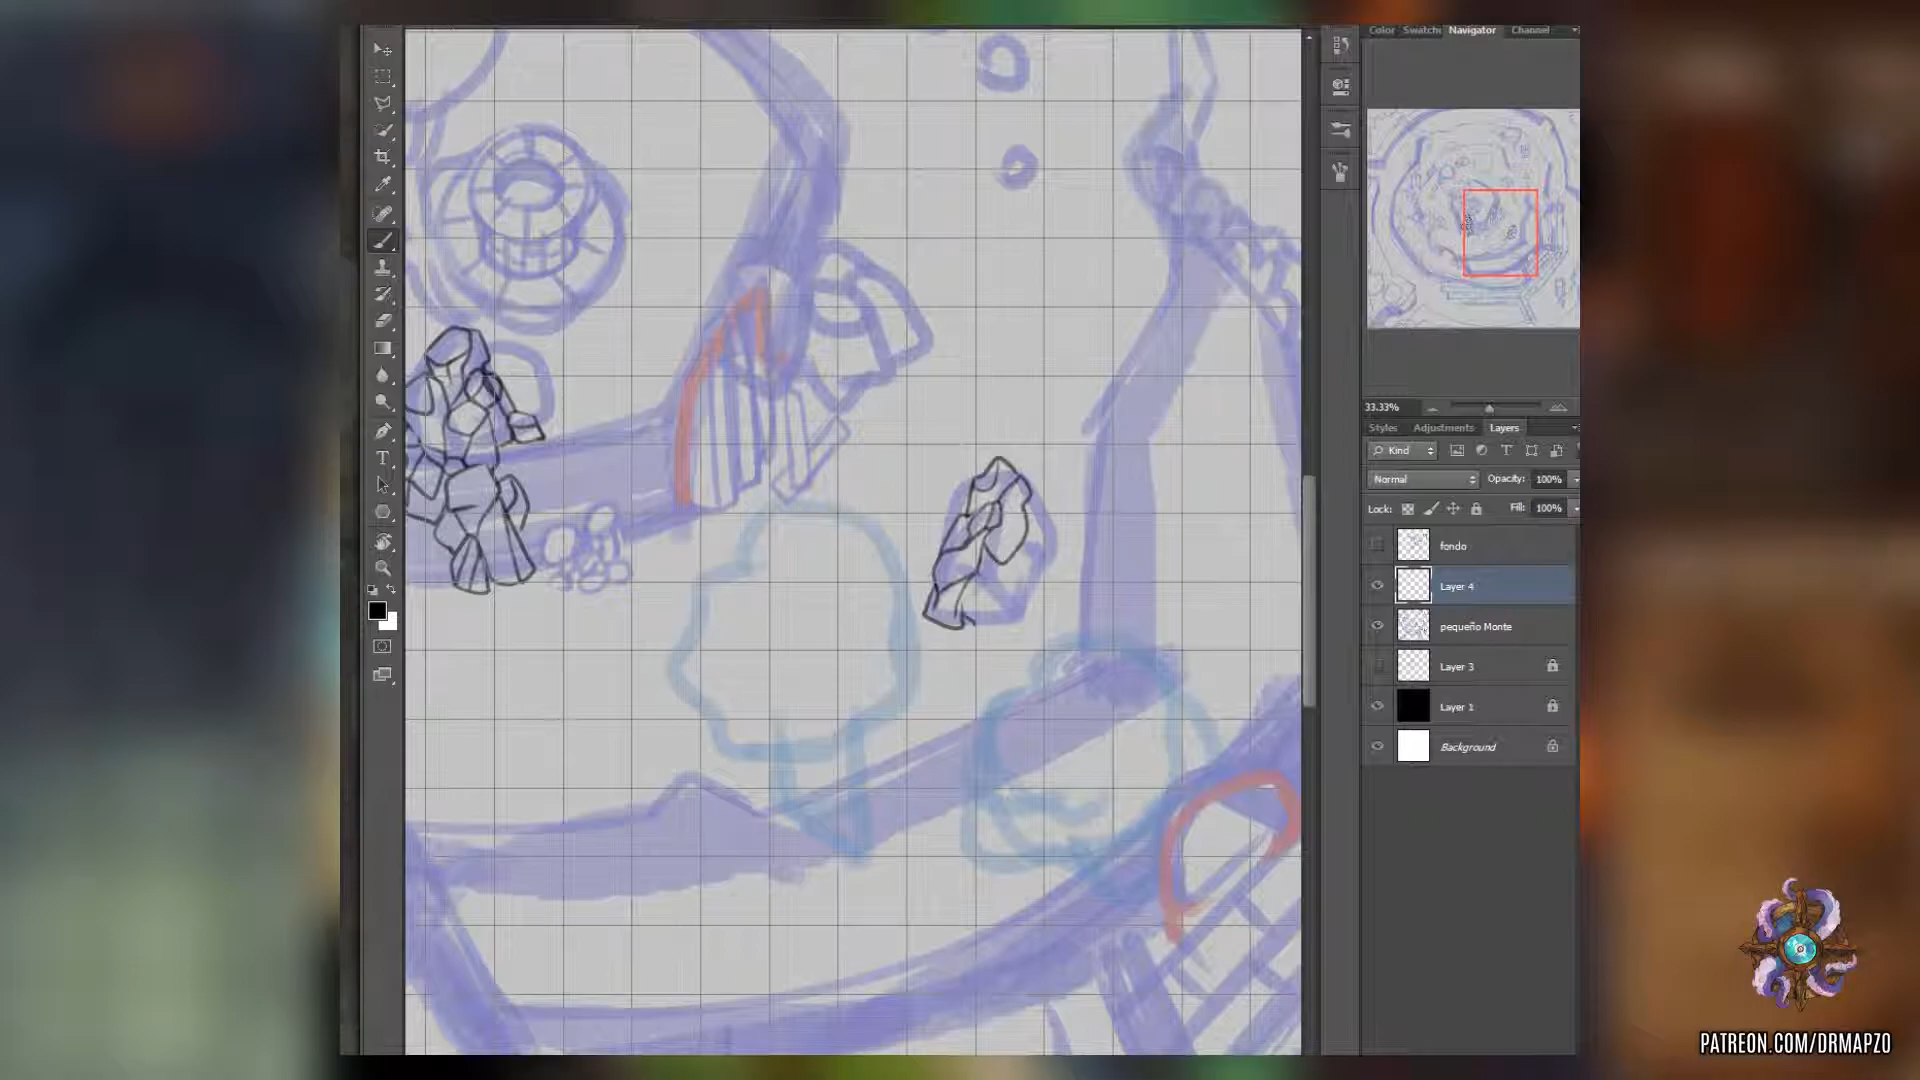 Color Swatch Navigator Channel
33.33%
Styles Adjustments Layers
Kind
Normal Opacity: 100%
Lock: Fill: 100%
fondo
Layer 4
pequeño Monte
Layer 3
Layer 1
Background
PATREON.COM/DRMAPZO